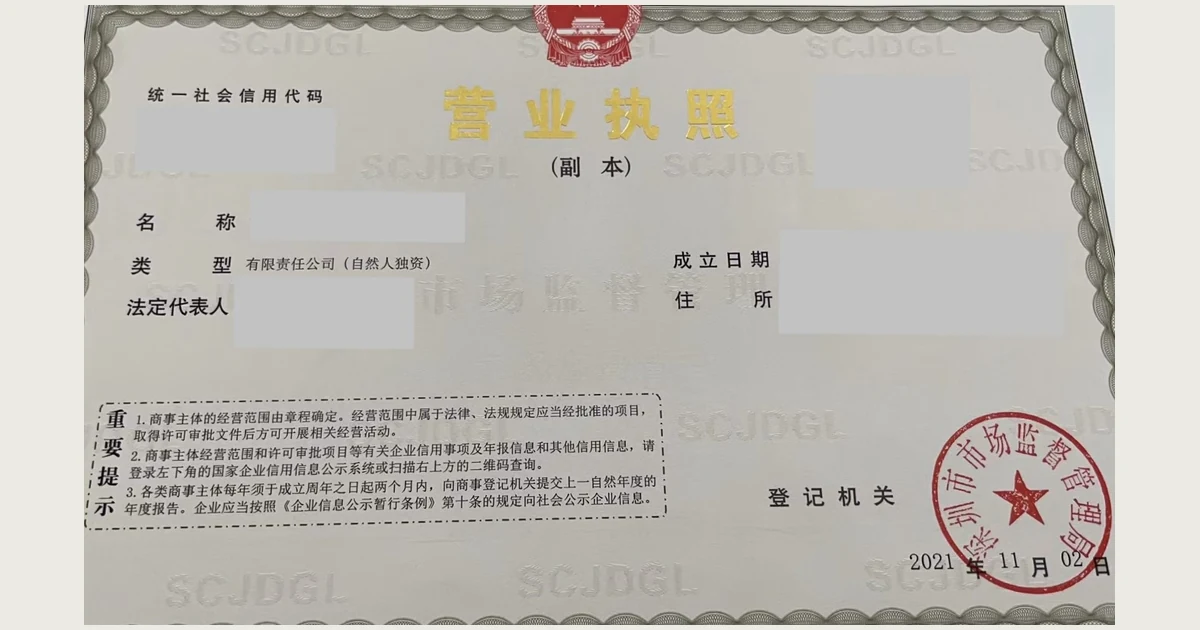 SCJDGL
SCJDGL
统一社会信用代码
营业执照
(副 本)
SCJDGL
SCJDGL
名 称
类 型 有限责任公司（自然人独资）
法定代表人
成立日期
住 所
市场监督管理
重要提示
1.商事主体的经营范围由章程确定。经营范围中属于法律、法规规定应当经批准的项目，
取得许可审批文件后方可开展相关经营活动。
2.商事主体经营范围和许可审批项目等有关企业信用事项及年报信息和其他信用信息，请
登录左下角的国家企业信用信息公示系统或扫描右上方的二维码查询。
3.各类商事主体每年须于成立周年之日起两个月内，向商事登记机关提交上一自然年度的
年度报告。企业应当按照《企业信息公示暂行条例》第十条的规定向社会公示企业信息。
SCJDGL
登记机关
深圳市市场监督管理局
2021 年 11 月 02 日
SCJDGL
SCJDGL